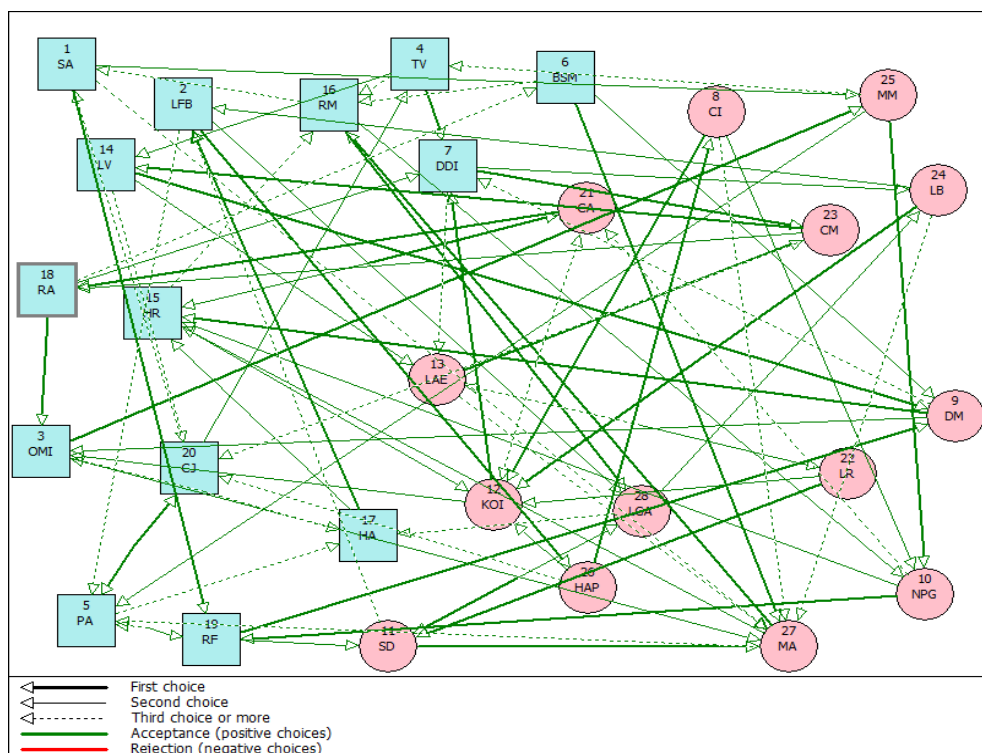 1
SA
2
LFB
16
RM
4
TV
6
BSM
8
CI
25
MM
14
LV
7
DDI
21
CA
24
LB
23
CM
18
RA
15
HR
13
LAE
9
DM
3
OMI
20
CJ
12
KOI
28
LGA
22
LR
17
HA
26
HAP
10
NPG
5
PA
19
RF
11
SD
27
MA
First choice
Second choice
Third choice or more
Acceptance (positive choices)
Rejection (negative choices)